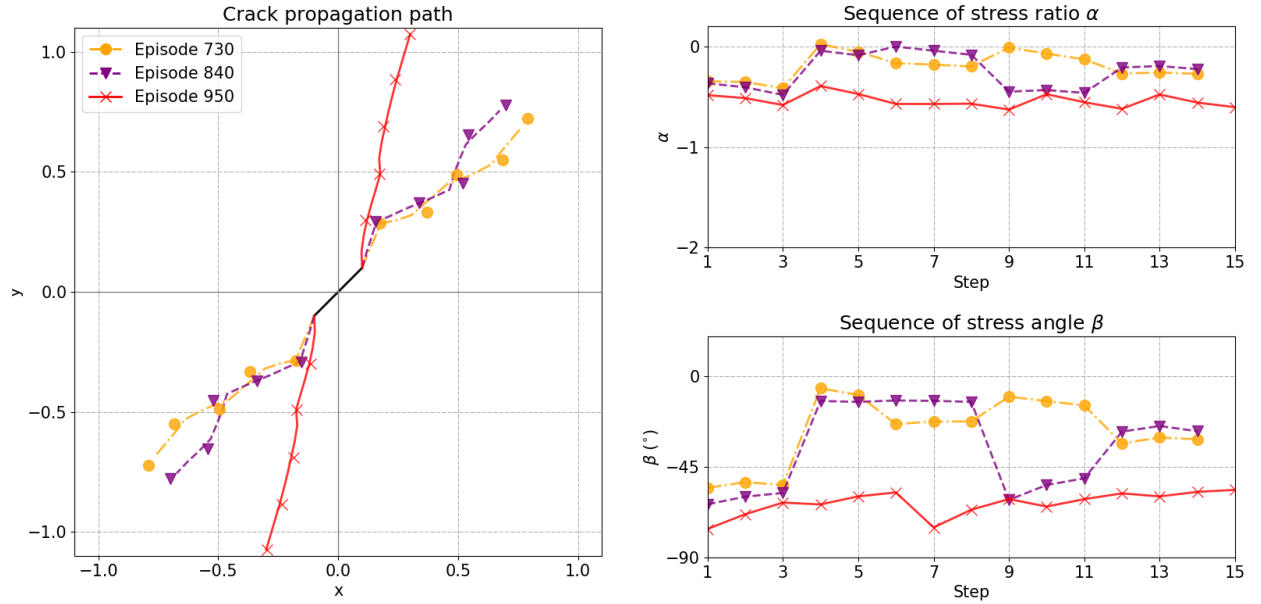 Crack propagation path
Episode 730
Episode 840
Episode 950
1.0
0.5
0.0
−0.5
−1.0
y
−1.0 −0.5 0.0 0.5 1.0
x
Sequence of stress ratio α
0
−1
−2
α
1 3 5 7 9 11 13 15
Step
Sequence of stress angle β
0
−45
−90
β (°)
1 3 5 7 9 11 13 15
Step